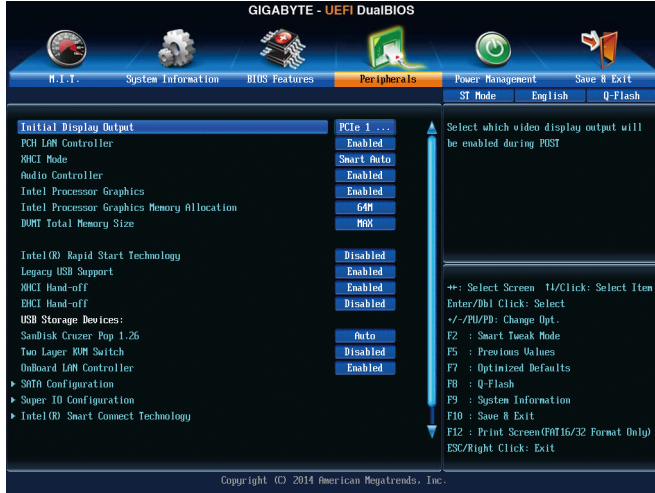 GIGABYTE - UEFI DualBIOS
M.I.T.
System Information
BIOS Features
Peripherals
Power Management
Save & Exit
ST Mode
English
Q-Flash
Initial Display Output PCIe 1 ...
PCH LAN Controller Enabled
XHCI Mode Smart Auto
Audio Controller Enabled
Intel Processor Graphics Enabled
Intel Processor Graphics Memory Allocation 64M
DVMT Total Memory Size MAX
Intel(R) Rapid Start Technology Disabled
Legacy USB Support Enabled
XHCI Hand-off Enabled
EHCI Hand-off Disabled
USB Storage Devices:
SanDisk Cruzer Pop 1.26 Auto
Two Layer KVM Switch Disabled
OnBoard LAN Controller Enabled
SATA Configuration
Super IO Configuration
Intel(R) Smart Connect Technology
Select which video display output will
be enabled during POST
↔: Select Screen ↑↓/Click: Select Item
Enter/Dbl Click: Select
+/-/PU/PD: Change Opt.
F2 : Smart Tweak Mode
F5 : Previous Values
F7 : Optimized Defaults
F8 : Q-Flash
F9 : System Information
F10 : Save & Exit
F12 : Print Screen(FAT16/32 Format Only)
ESC/Right Click: Exit
Copyright (C) 2014 American Megatrends, Inc.